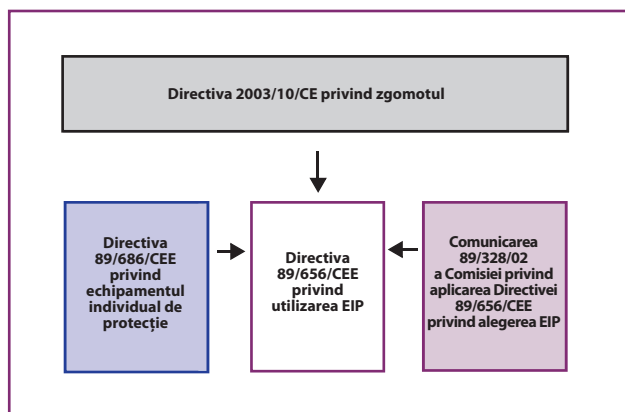 Directiva 2003/10/CE privind zgomotul
Directiva
89/686/CEE
privind
echipamentul
individual de
protecție
Directiva
89/656/CEE
privind
utilizarea EIP
Comunicarea
89/328/02
a Comisiei privind
aplicarea Directivei
89/656/CEE
privind alegerea EIP